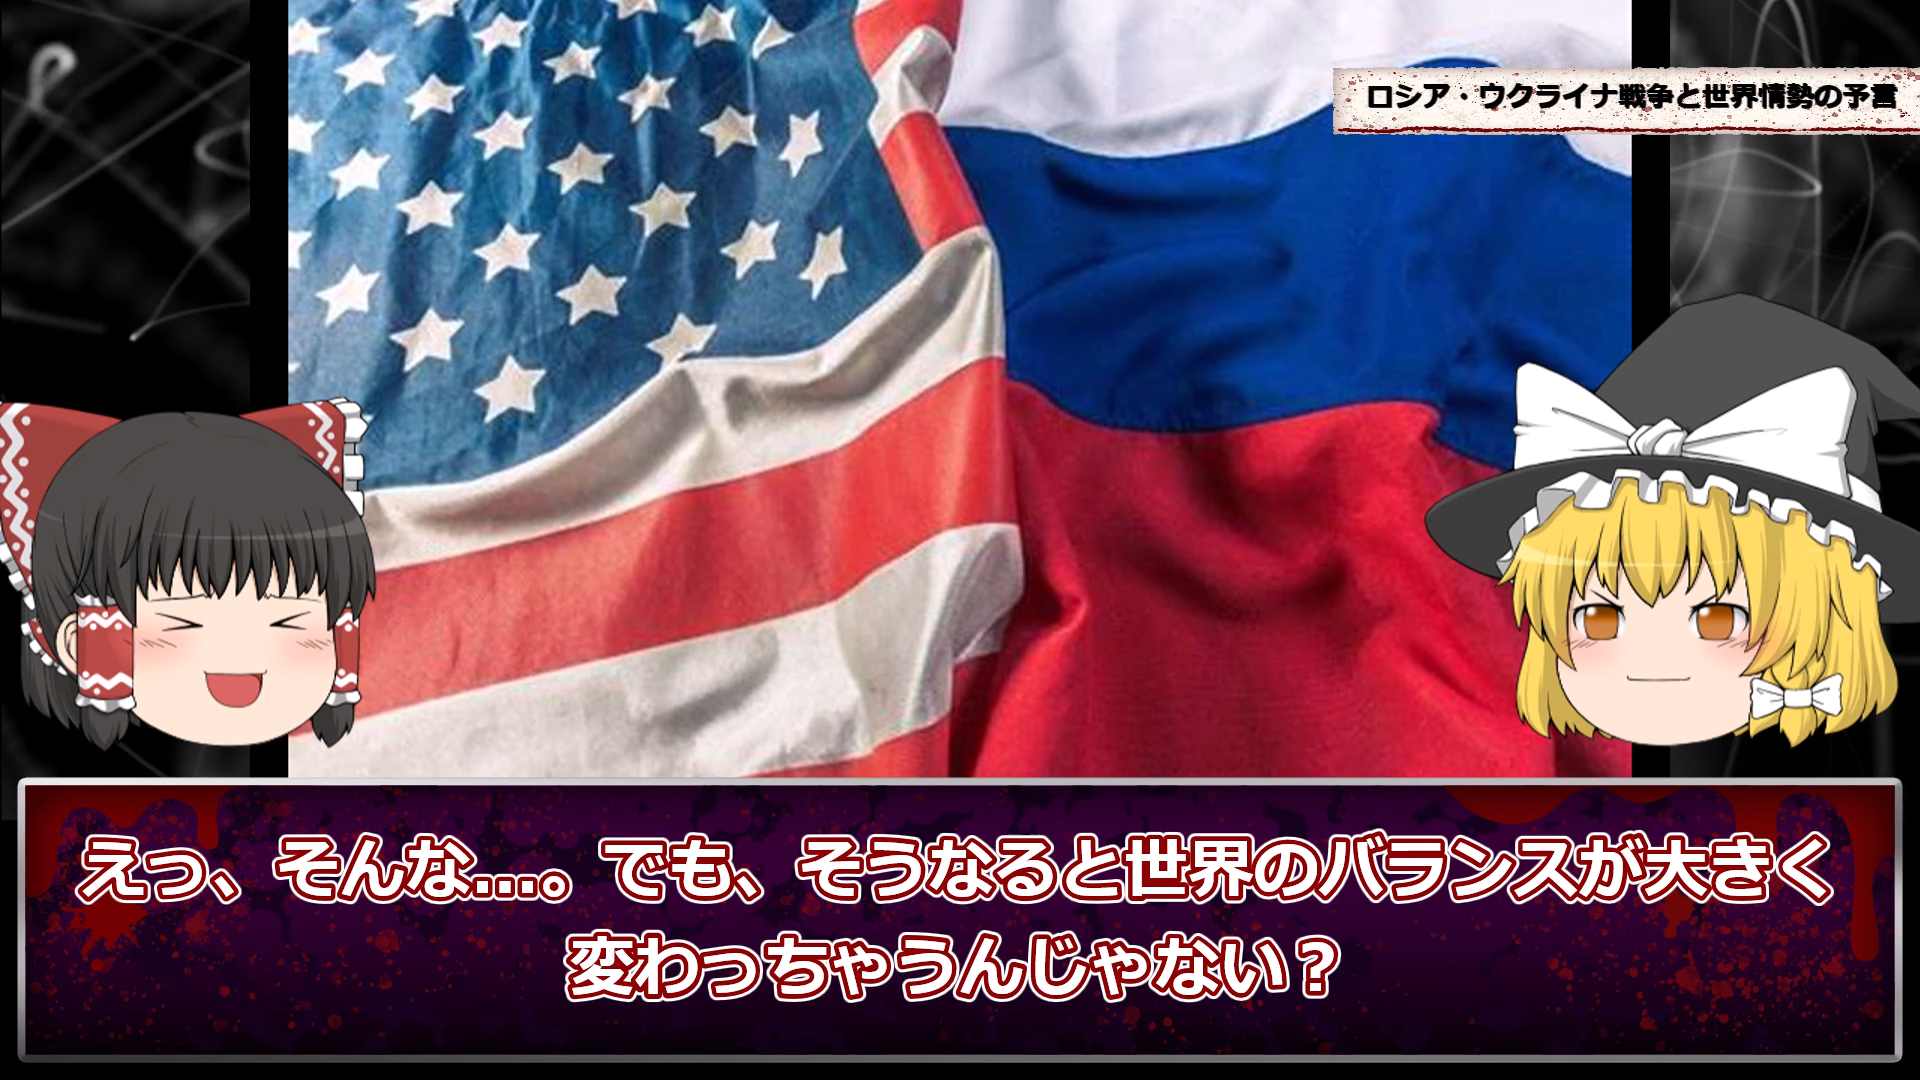 ロシア・ウクライナ戦争と世界情勢の予言
えっ、そんな…。でも、そうなると世界のバランスが大きく
変わっちゃうんじゃない？